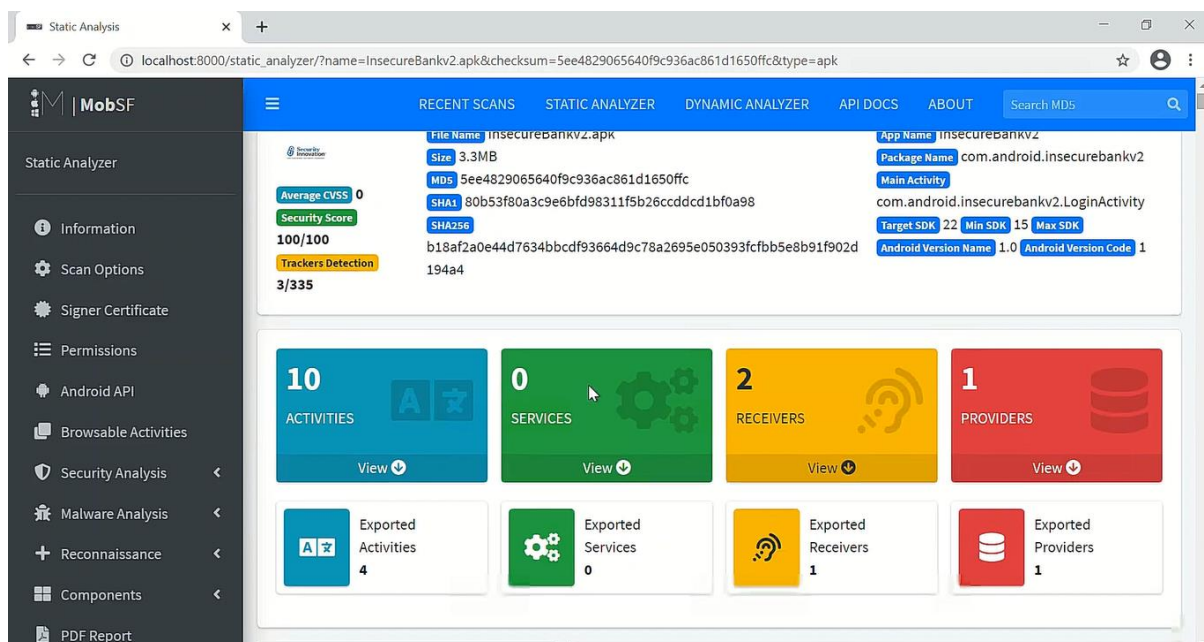 Static Analysis
localhost:8000/static_analyzer/?name=InsecureBankv2.apk&checksum=5ee4829065640f9c936ac861d1650ffc&type=apk
MobSF
RECENT SCANS STATIC ANALYZER DYNAMIC ANALYZER API DOCS ABOUT Search MD5
Static Analyzer
Information
Scan Options
Signer Certificate
Permissions
Android API
Browsable Activities
Security Analysis
Malware Analysis
Reconnaissance
Components
PDF Report
Security
Innovation
Average CVSS 0
Security Score
100/100
Trackers Detection
3/335
File Name InsecureBankv2.apk
Size 3.3MB
MD5 5ee4829065640f9c936ac861d1650ffc
SHA1 80b53f80a3c9e6bfd98311f5b26ccddcd1bf0a98
SHA256
b18af2a0e44d7634bbcdf93664d9c78a2695e050393fcfbb5e8b91f902d
194a4
App Name InsecureBankv2
Package Name com.android.insecurebankv2
Main Activity
com.android.insecurebankv2.LoginActivity
Target SDK 22 Min SDK 15 Max SDK
Android Version Name 1.0 Android Version Code 1
10
ACTIVITIES
View
0
SERVICES
View
2
RECEIVERS
View
1
PROVIDERS
View
Exported
Activities
4
Exported
Services
0
Exported
Receivers
1
Exported
Providers
1